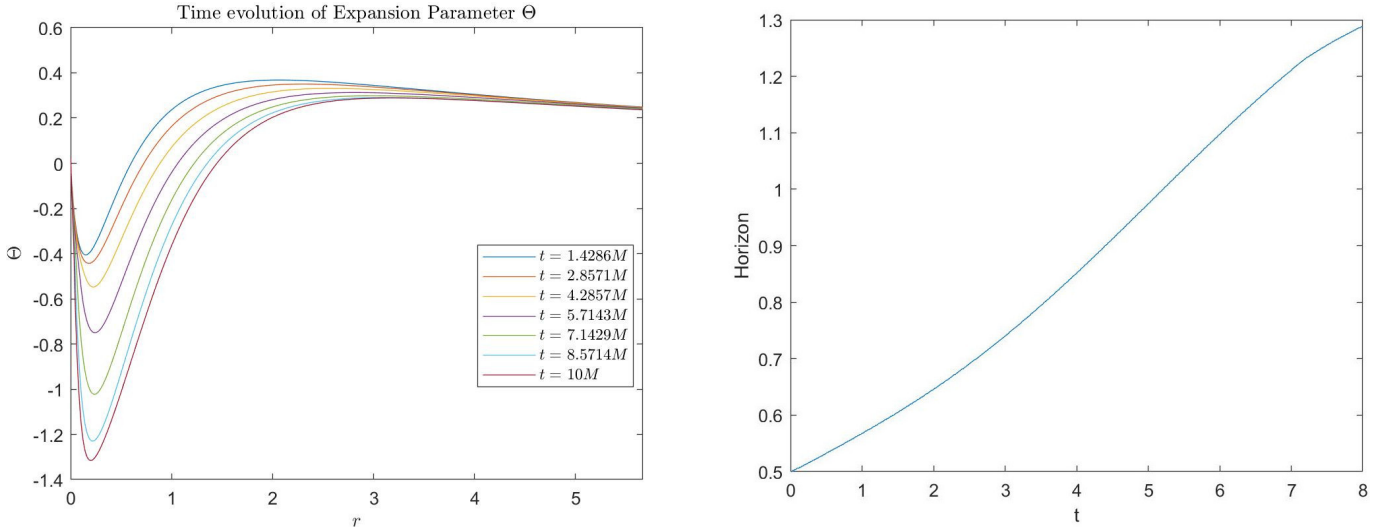 Time evolution of Expansion Parameter Θ
0.6
0.4
0.2
0
-0.2
-0.4
-0.6
-0.8
-1
-1.2
-1.4
Θ
0 1 2 3 4 5
r
t = 1.4286M
t = 2.8571M
t = 4.2857M
t = 5.7143M
t = 7.1429M
t = 8.5714M
t = 10M
1.3
1.2
1.1
1
0.9
0.8
0.7
0.6
0.5
Horizon
0 1 2 3 4 5 6 7 8
t